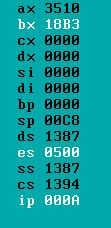 ax 3510
bx 18B3
cx 0000
dx 0000
si 0000
di 0000
bp 0000
sp 00C8
ds 1387
es 0500
ss 1387
cs 1394
ip 000A